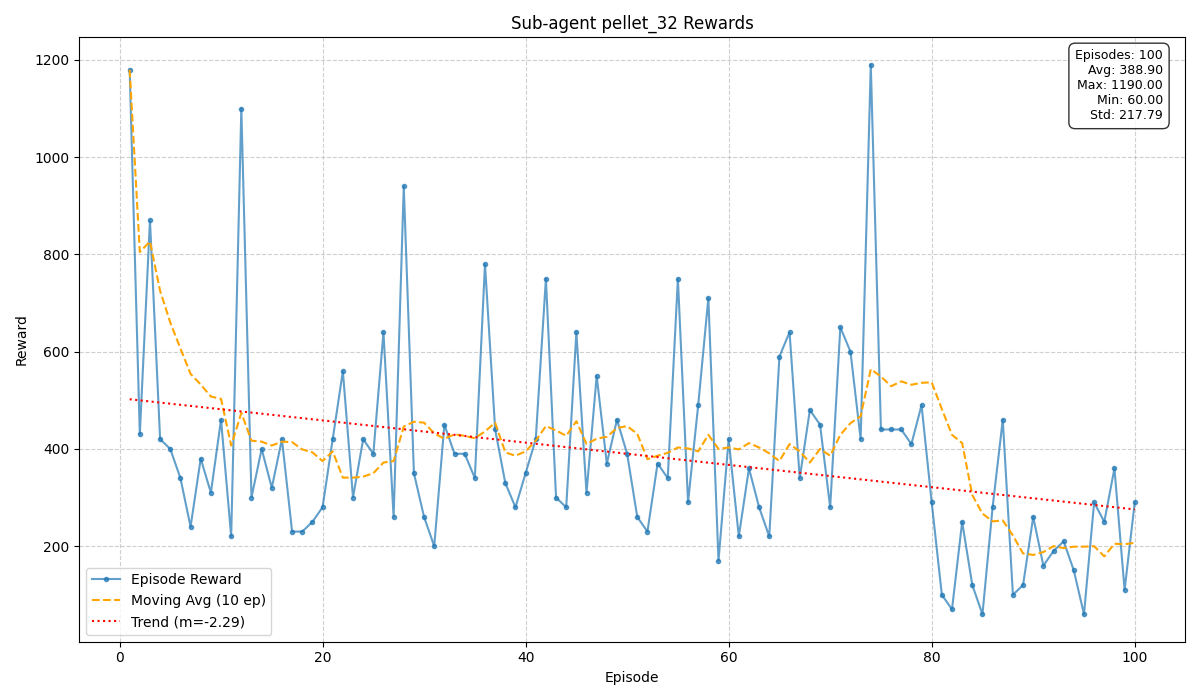 Sub-agent pellet_32 Rewards
Episodes: 100
Avg: 388.90
Max: 1190.00
Min: 60.00
Std: 217.79
1200
1000
800
600
400
200
Reward
Episode Reward
Moving Avg (10 ep)
Trend (m=-2.29)
0 20 40 60 80 100
Episode